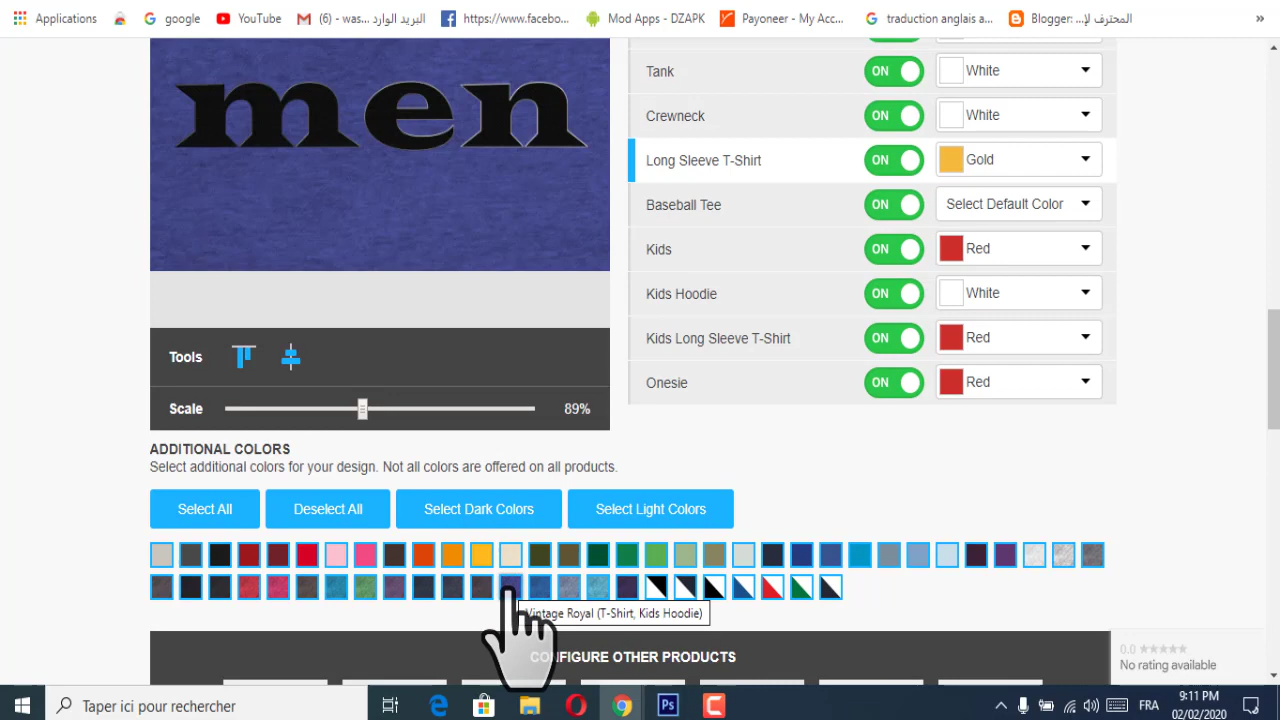 Applications
google
YouTube
(6) - was... البريد الوارد
https://www.facebo...
Mod Apps - DZAPK
Payoneer - My Acc...
traduction anglais a...
Blogger: ...المحترف لإ
»
men
Tank ON White
Crewneck ON White
Long Sleeve T-Shirt ON Gold
Baseball Tee ON Select Default Color
Kids ON Red
Kids Hoodie ON White
Kids Long Sleeve T-Shirt ON Red
Onesie ON Red
Tools
Scale 89%
ADDITIONAL COLORS
Select additional colors for your design. Not all colors are offered on all products.
Select All Deselect All Select Dark Colors Select Light Colors
Vintage Royal (T-Shirt, Kids Hoodie)
CONFIGURE OTHER PRODUCTS
0.0
No rating available
Taper ici pour rechercher
Ps
FRA
9:11 PM
02/02/2020